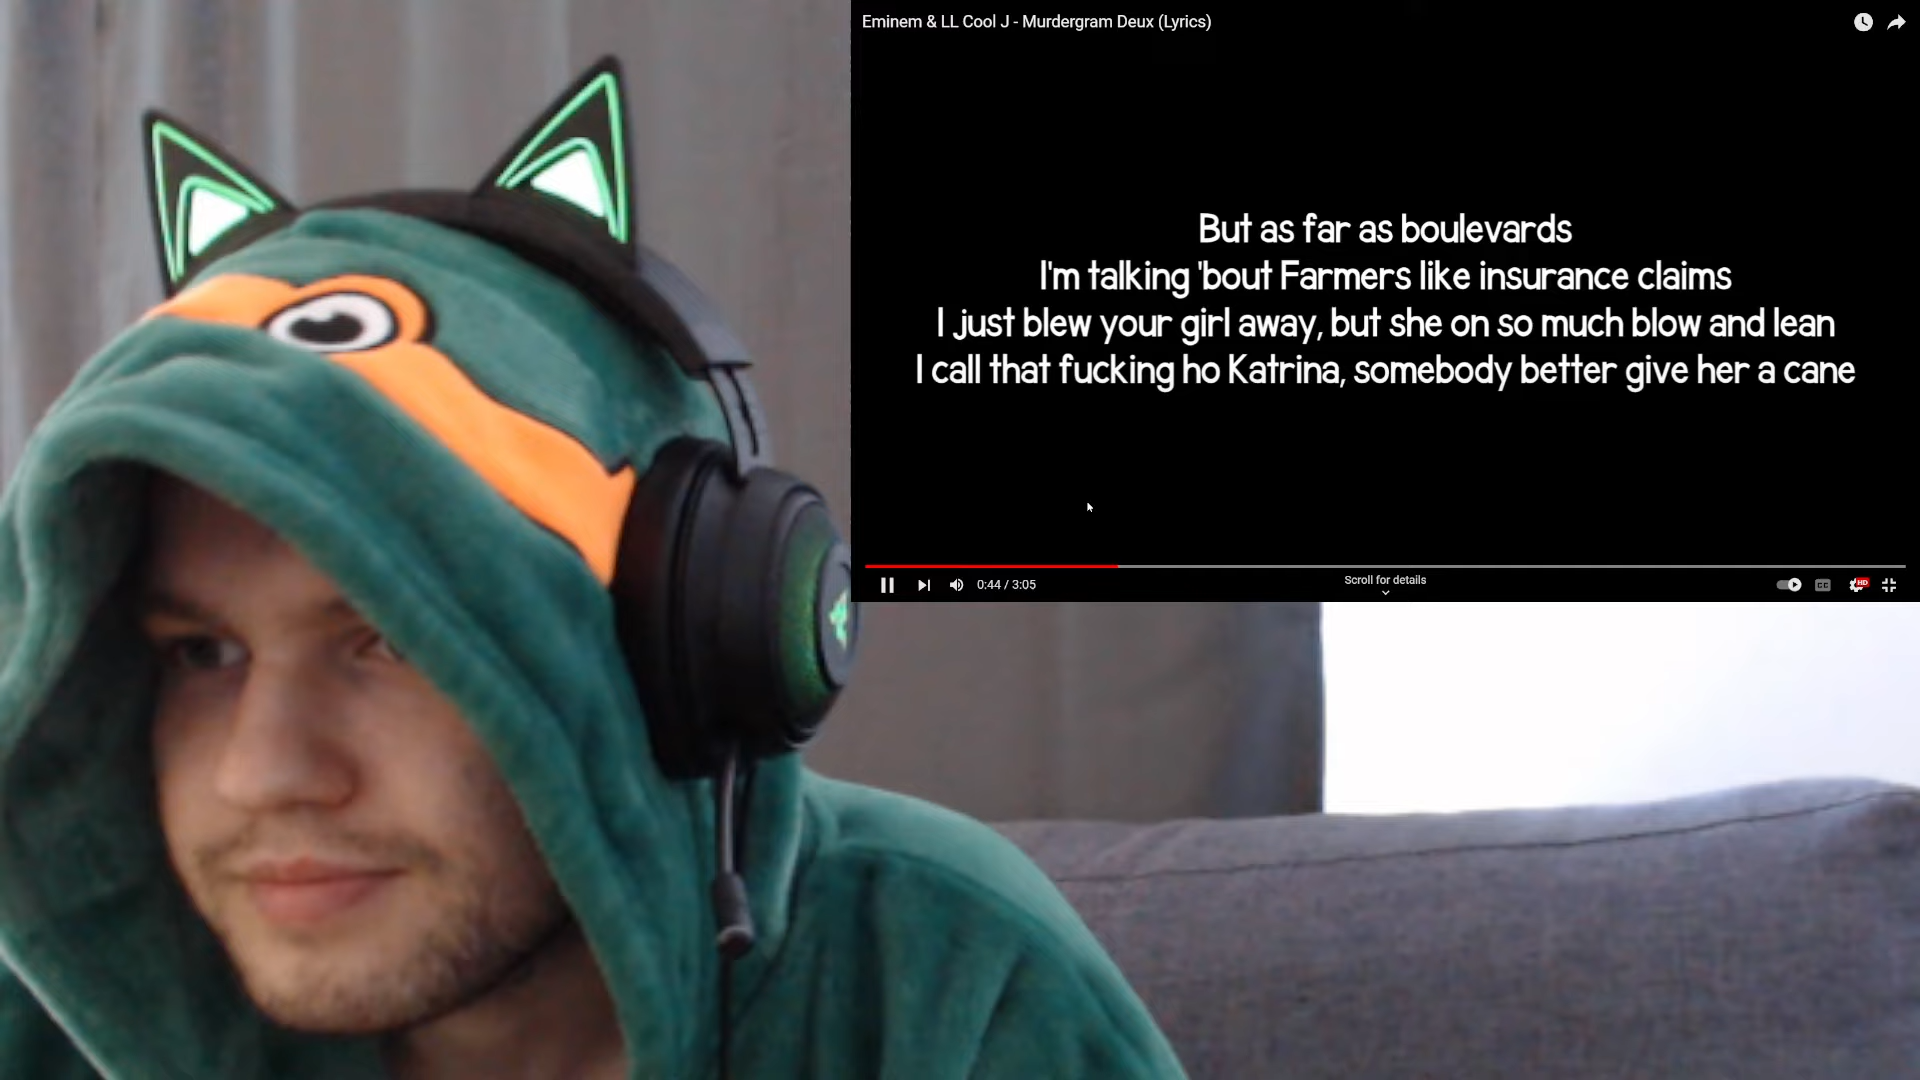 Eminem & LL Cool J - Murdergram Deux (Lyrics)
But as far as boulevards
I'm talking 'bout Farmers like insurance claims
I just blew your girl away, but she on so much blow and lean
I call that fucking ho Katrina, somebody better give her a cane
0:44 / 3:05
Scroll for details
CC
HD